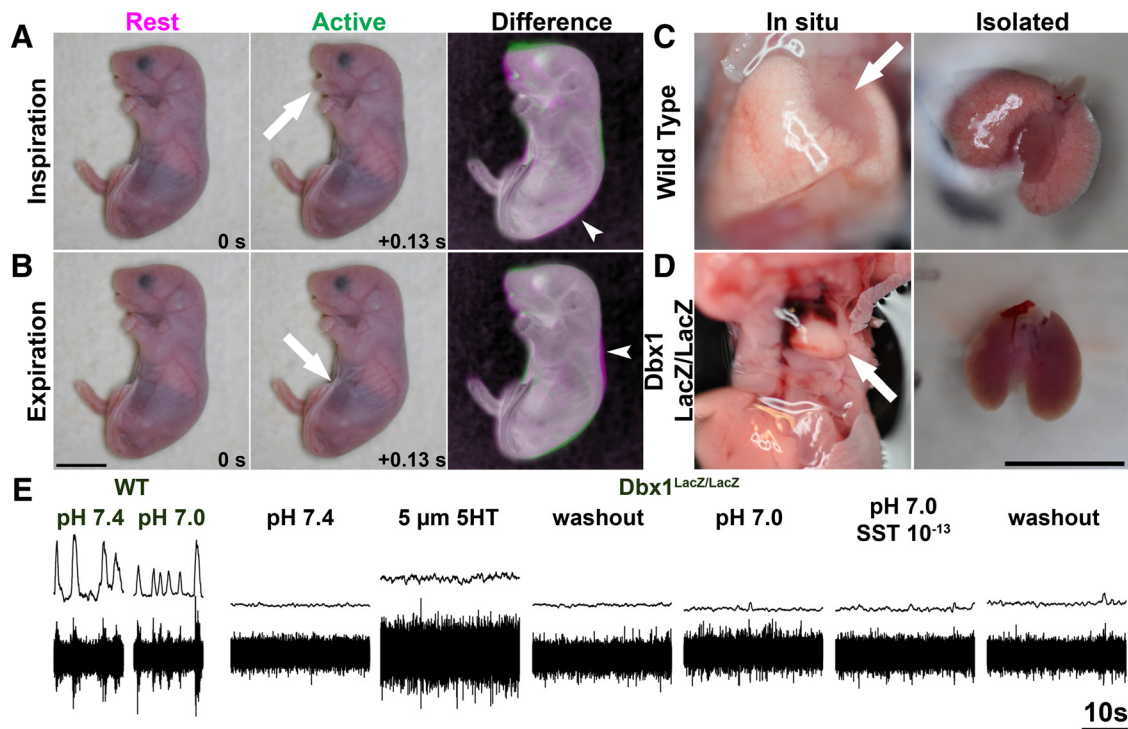 Rest Active Difference In situ Isolated
A
Inspiration
0 s
+0.13 s
B
Expiration
0 s
+0.13 s
C
Wild Type
D
Dbx1
LacZ/LacZ
E
WT
Dbx1LacZ/LacZ
pH 7.4
pH 7.0
pH 7.4
5 µm 5HT
washout
pH 7.0
pH 7.0
SST 10-13
washout
10s